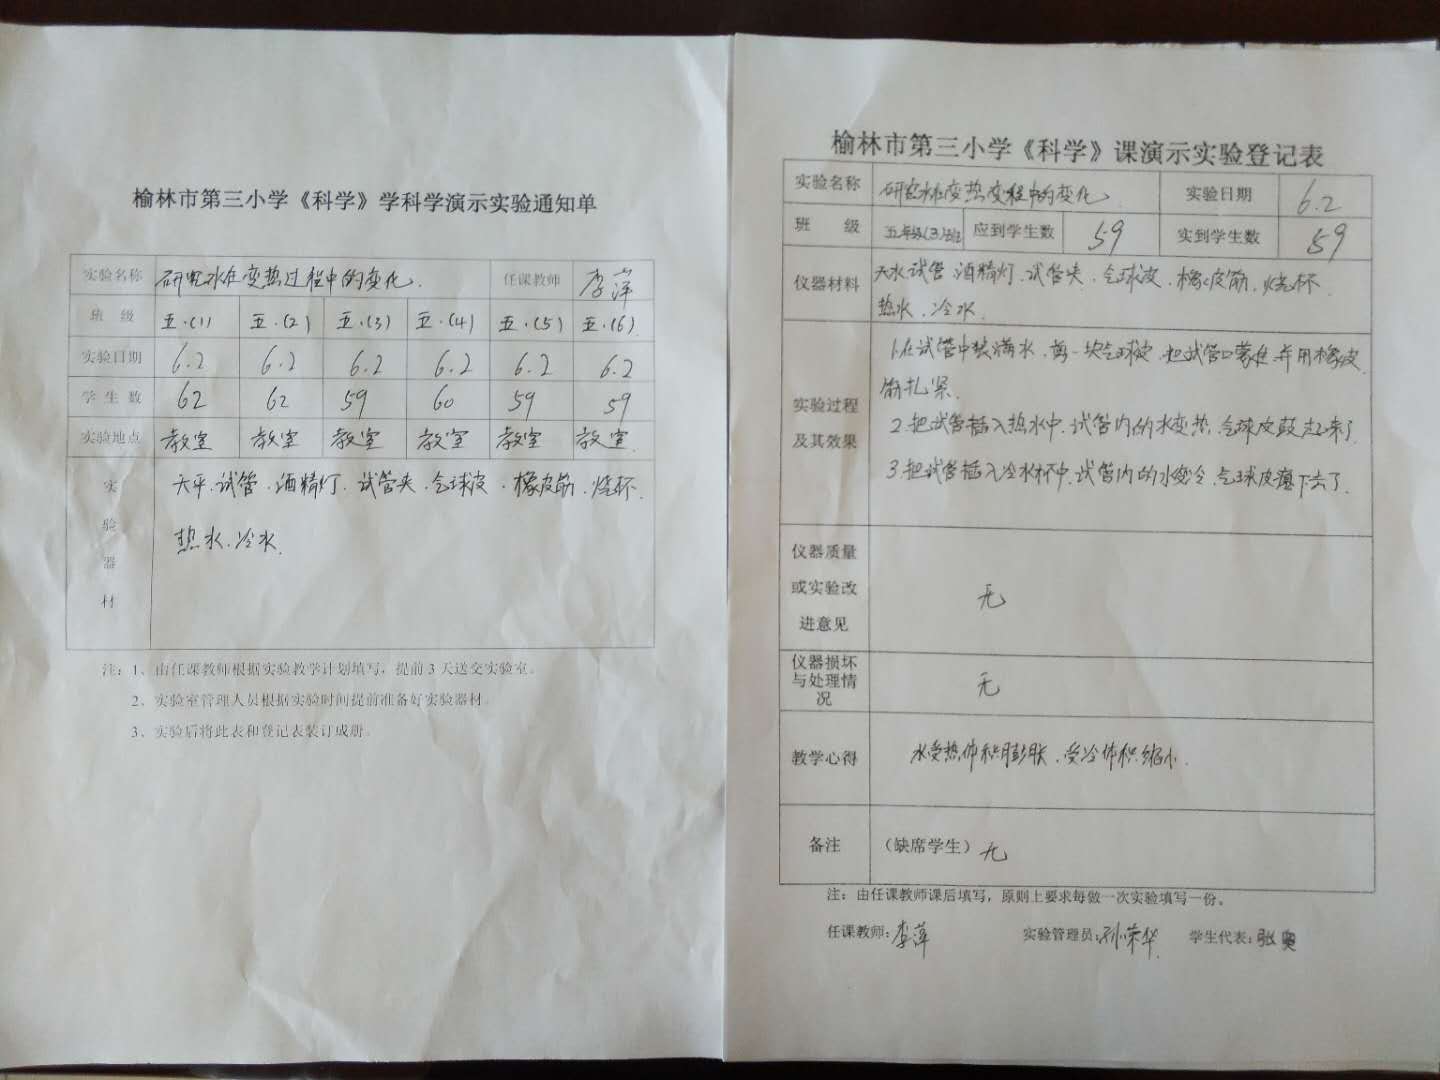 榆林市第三小学《科学》学科学演示实验通知单
实验名称 研究水在变热过程中的变化. 任课教师 李萍
班 级 五.(1) 五.(2) 五.(3) 五.(4) 五.(5) 五.(6)
实验日期 6.2 6.2 6.2 6.2 6.2 6.2
学 生 数 62 62 59 60 59 59
实验地点 教室 教室 教室 教室 教室 教室.
实验器材 天平.试管.酒精灯.试管夹.气球皮.橡皮筋.烧杯.
热水.冷水.
注：1、由任课教师根据实验教学计划填写，提前3天送交实验室。
2、实验室管理人员根据实验时间提前准备好实验器材。
3、实验后将此表和登记表装订成册。
榆林市第三小学《科学》课演示实验登记表
实验名称 研究水在变热变程中的变化. 实验日期 6.2
班 级 五年级(3)班 应到学生数 59 实到学生数 59
仪器材料 天水试管.酒精灯.试管夹.气球皮.橡皮筋.烧杯.
热水.冷水.
实验过程
及其效果
1.在试管中装满水.剪一块气球皮.把试管口蒙住.并用橡皮
筋扎紧.
2.把试管插入热水中.试管内的水变热.气球皮鼓起来了.
3.把试管插入冷水杯中.试管内的水变冷.气球皮瘪下去了.
仪器质量
或实验改
进意见
无
仪器损坏
与处理情
况
无
教学心得 水受热体积膨胀.受冷体积缩小.
备注 （缺席学生）无
注：由任课教师课后填写，原则上要求每做一次实验填写一份。
任课教师：李萍 实验管理员：孙荣华 学生代表：张